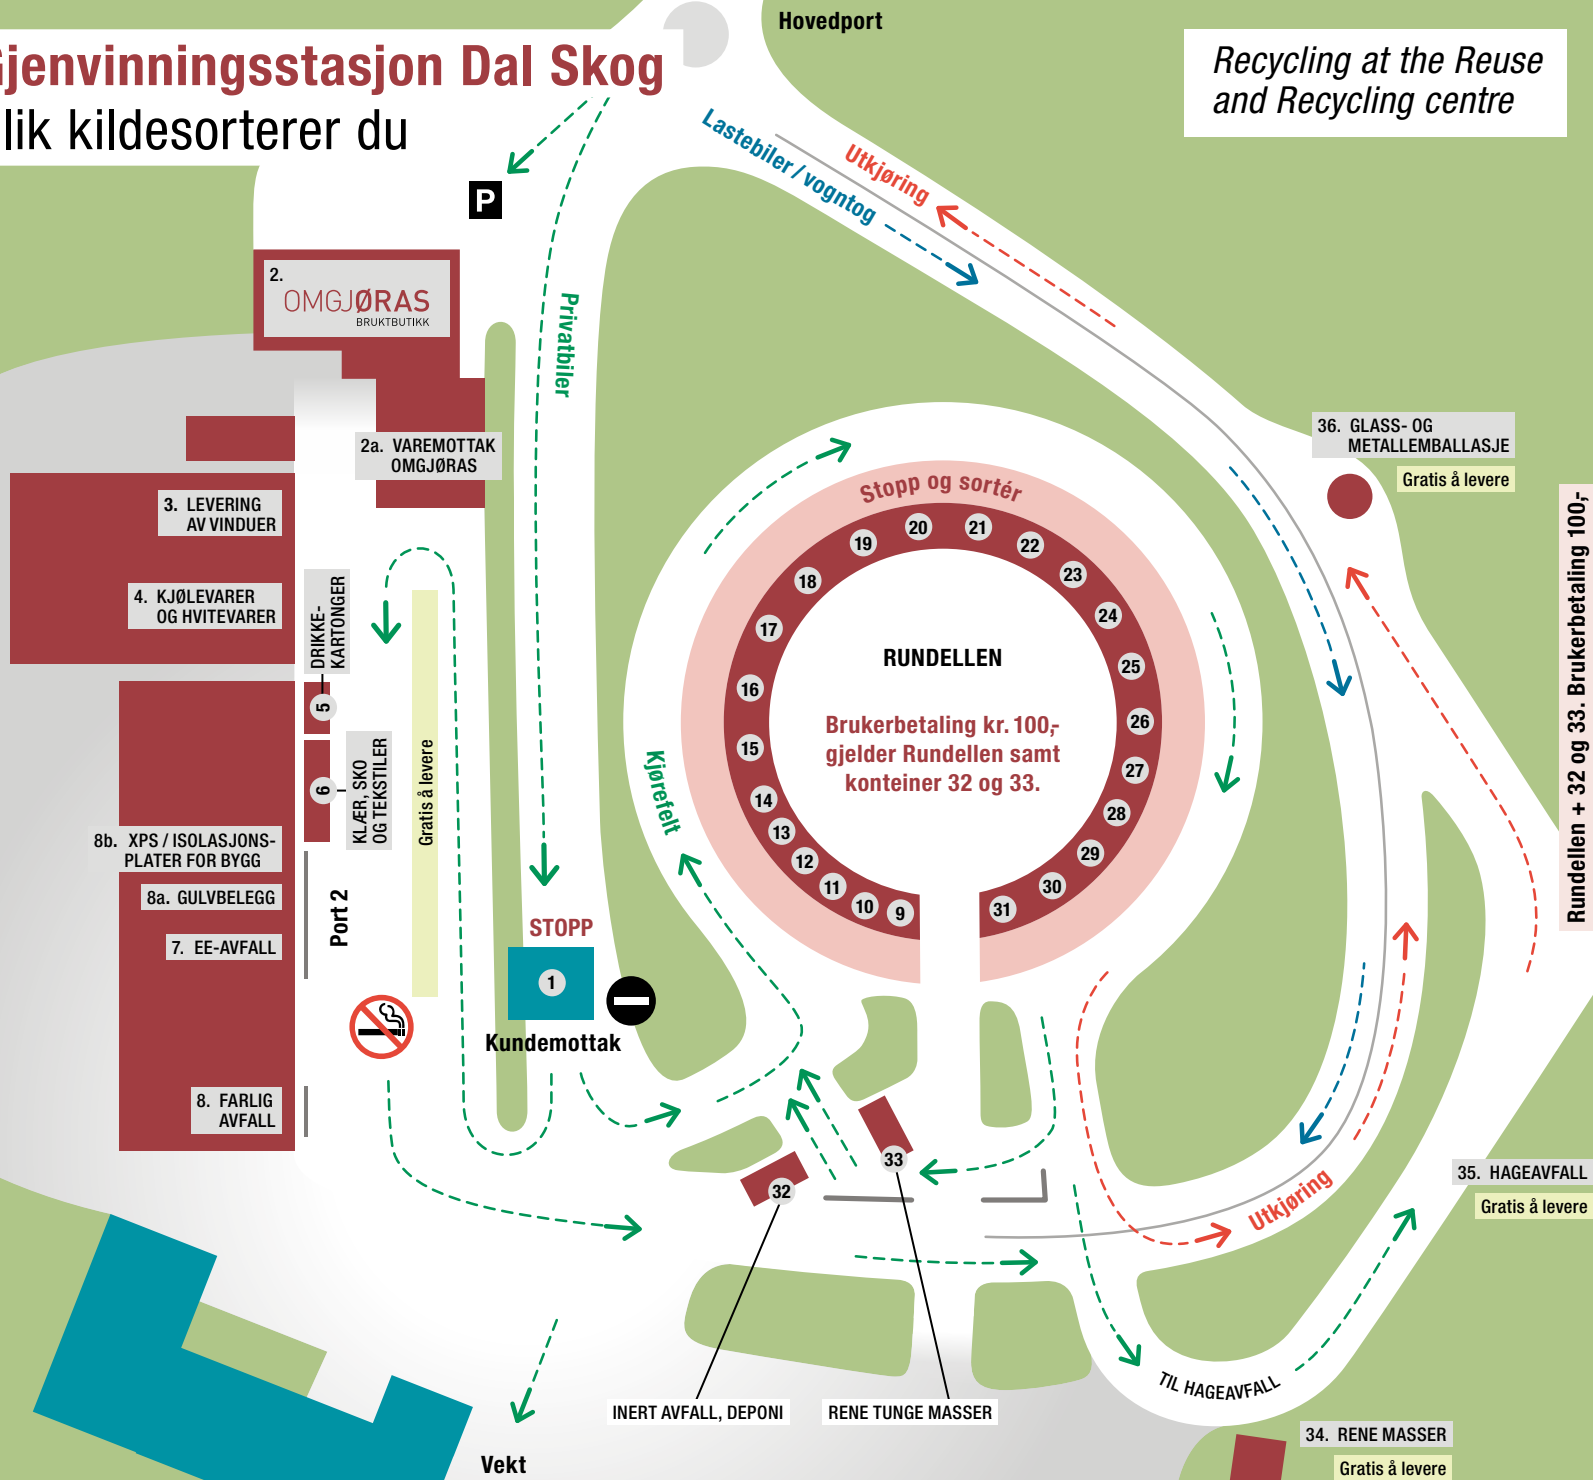 Hovedport
Gjenvinningsstasjon Dal Skog
lik kildesorterer du
Recycling at the Reuse
and Recycling centre
Lastebiler / vogntog
Utkjøring
P
2.
OMGJØRAS
BRUKTBUTIKK
Privatbiler
2a. VAREMOTTAK
OMGJØRAS
3. LEVERING
AV VINDUER
4. KJØLEVARER
OG HVITEVARER
DRIKKE-
KARTONGER
5
6
KLÆR, SKO
OG TEKSTILER
Gratis å levere
8b. XPS / ISOLASJONS-
PLATER FOR BYGG
8a. GULVBELEGG
7. EE-AVFALL
Port 2
8. FARLIG
AVFALL
STOPP
1
Kundemottak
Kjørefelt
Stopp og sortér
9
10
11
12
13
14
15
16
17
18
19
20
21
22
23
24
25
26
27
28
29
30
31
RUNDELLEN
Brukerbetaling kr. 100,-
gjelder Rundellen samt
konteiner 32 og 33.
36. GLASS- OG
METALLEMBALLASJE
Gratis å levere
Rundellen + 32 og 33. Brukerbetaling 100,-
33
32
Utkjøring
35. HAGEAVFALL
Gratis å levere
TIL HAGEAVFALL
INERT AVFALL, DEPONI
RENE TUNGE MASSER
34. RENE MASSER
Gratis å levere
Vekt